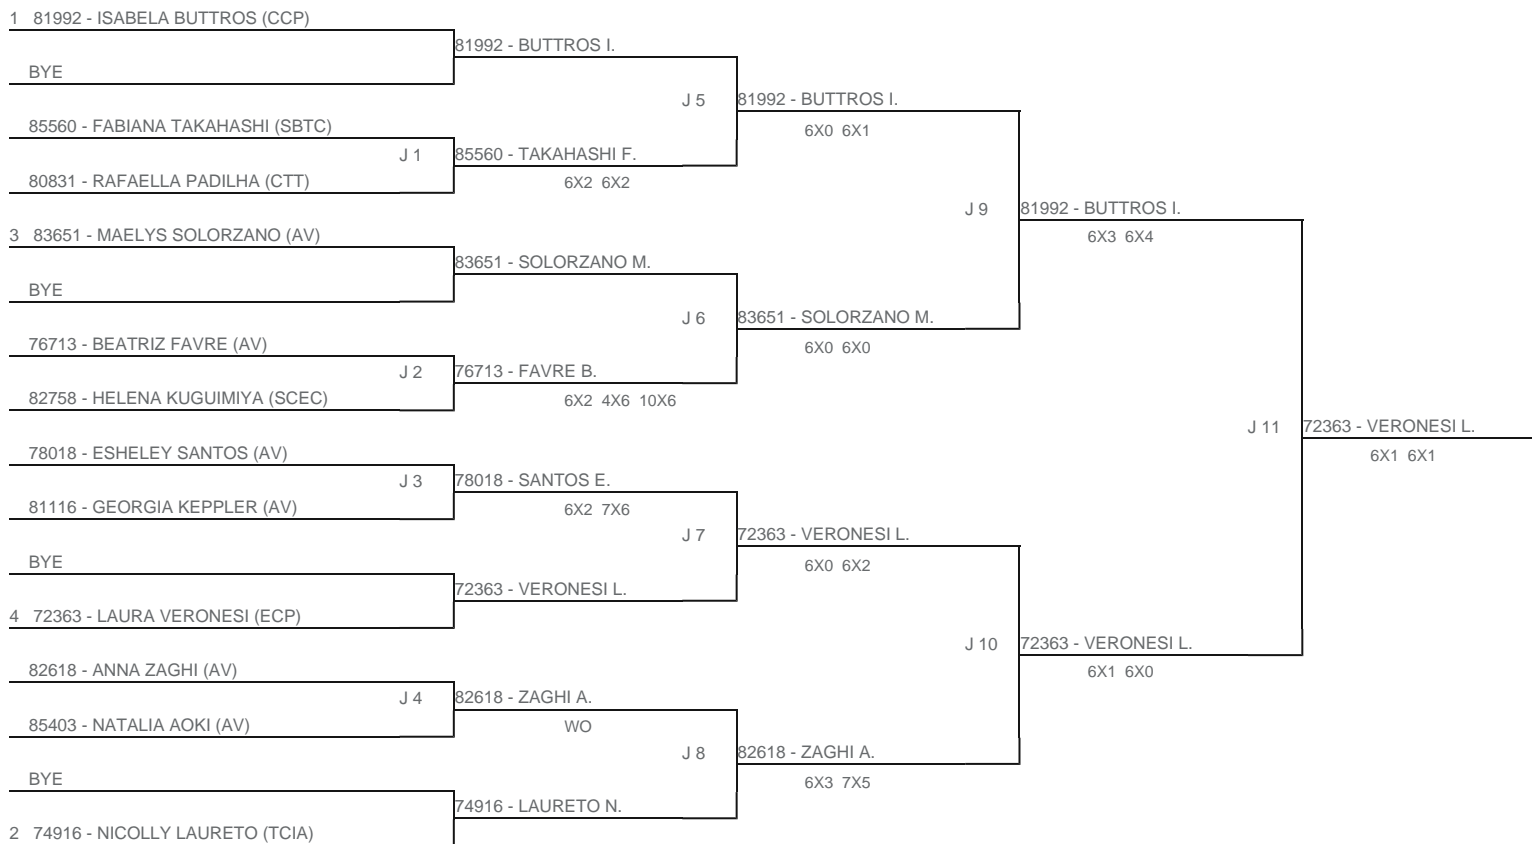 1 81992 - ISABELA BUTTROS (CCP)
81992 - BUTTROS I.
BYE
J 5
81992 - BUTTROS I.
6X0 6X1
85560 - FABIANA TAKAHASHI (SBTC)
J 1
85560 - TAKAHASHI F.
6X2 6X2
80831 - RAFAELLA PADILHA (CTT)
J 9
81992 - BUTTROS I.
6X3 6X4
3 83651 - MAELYS SOLORZANO (AV)
83651 - SOLORZANO M.
BYE
J 6
83651 - SOLORZANO M.
6X0 6X0
76713 - BEATRIZ FAVRE (AV)
J 2
76713 - FAVRE B.
6X2 4X6 10X6
82758 - HELENA KUGUIMIYA (SCEC)
J 11
72363 - VERONESI L.
6X1 6X1
78018 - ESHELEY SANTOS (AV)
J 3
78018 - SANTOS E.
6X2 7X6
81116 - GEORGIA KEPPLER (AV)
J 7
72363 - VERONESI L.
6X0 6X2
BYE
72363 - VERONESI L.
4 72363 - LAURA VERONESI (ECP)
J 10
72363 - VERONESI L.
6X1 6X0
82618 - ANNA ZAGHI (AV)
J 4
82618 - ZAGHI A.
WO
85403 - NATALIA AOKI (AV)
J 8
82618 - ZAGHI A.
6X3 7X5
BYE
74916 - LAURETO N.
2 74916 - NICOLLY LAURETO (TCIA)